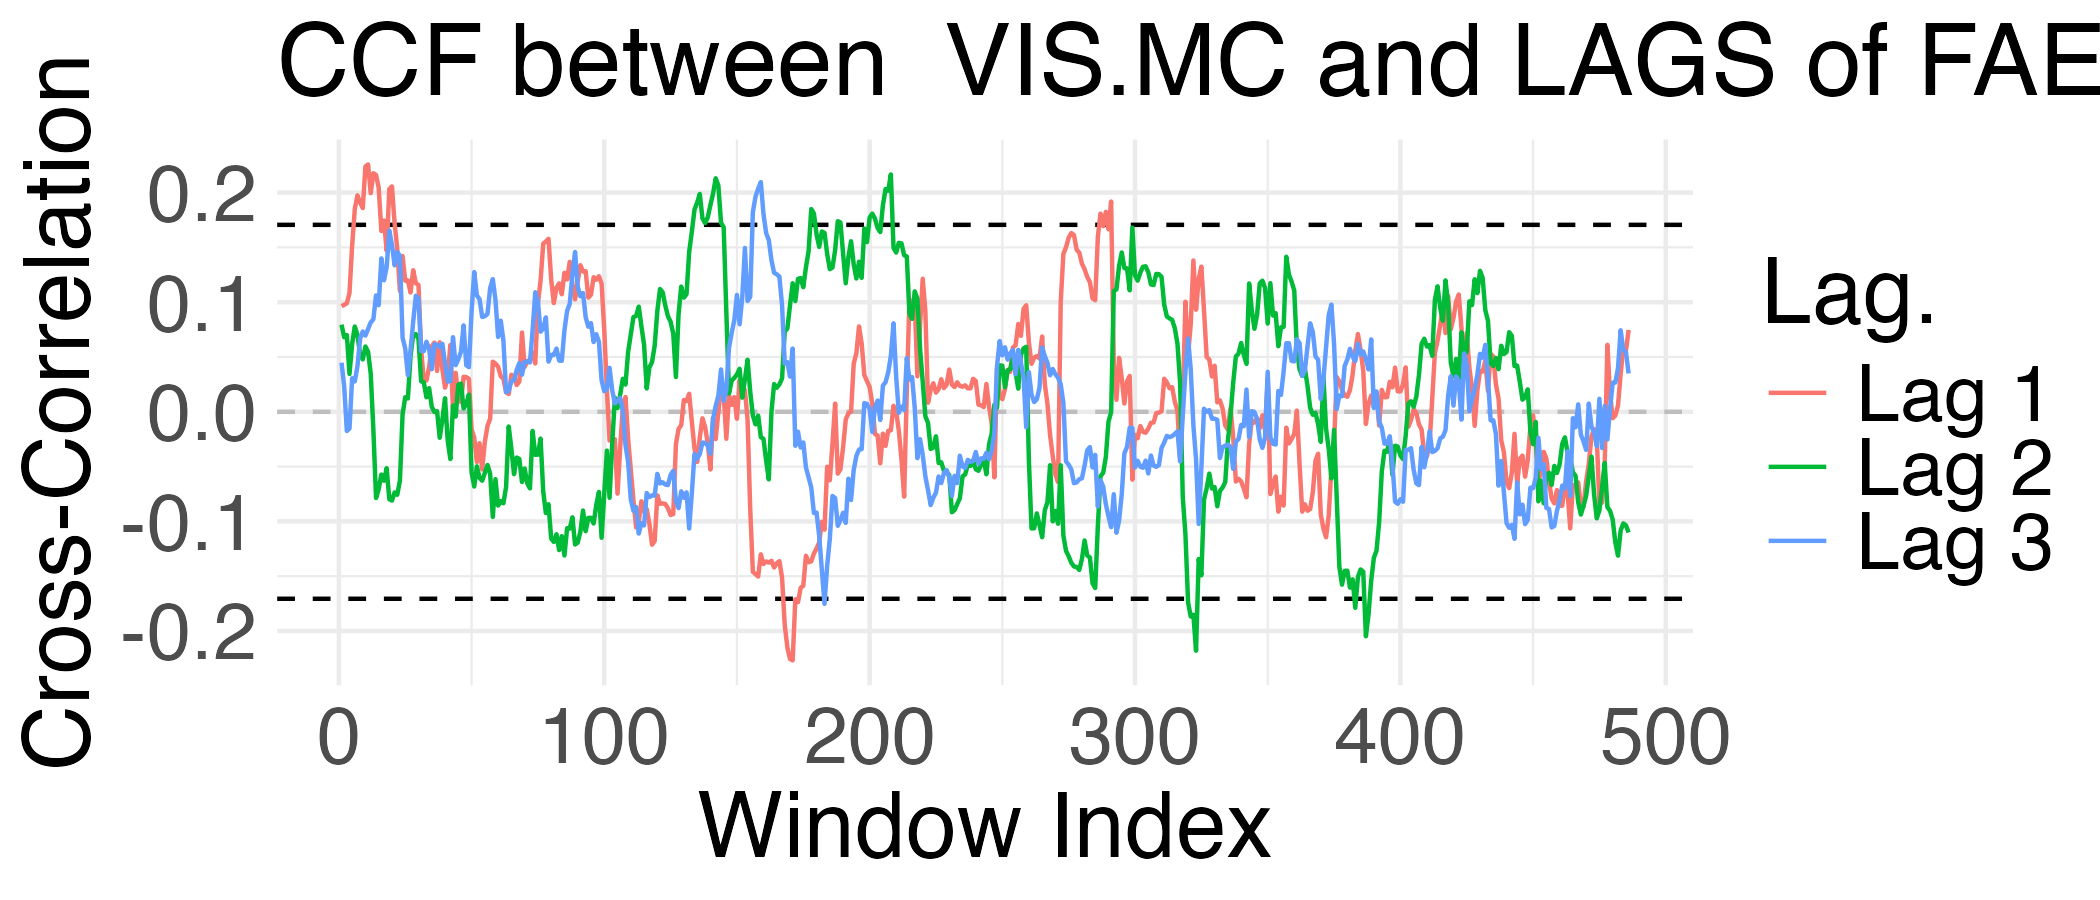 CCF between  VIS.MC and LAGS of FAE
Cross-Correlation
0.2
0.1
0.0
-0.1
-0.2
0 100 200 300 400 500
Window Index
Lag.
Lag 1
Lag 2
Lag 3